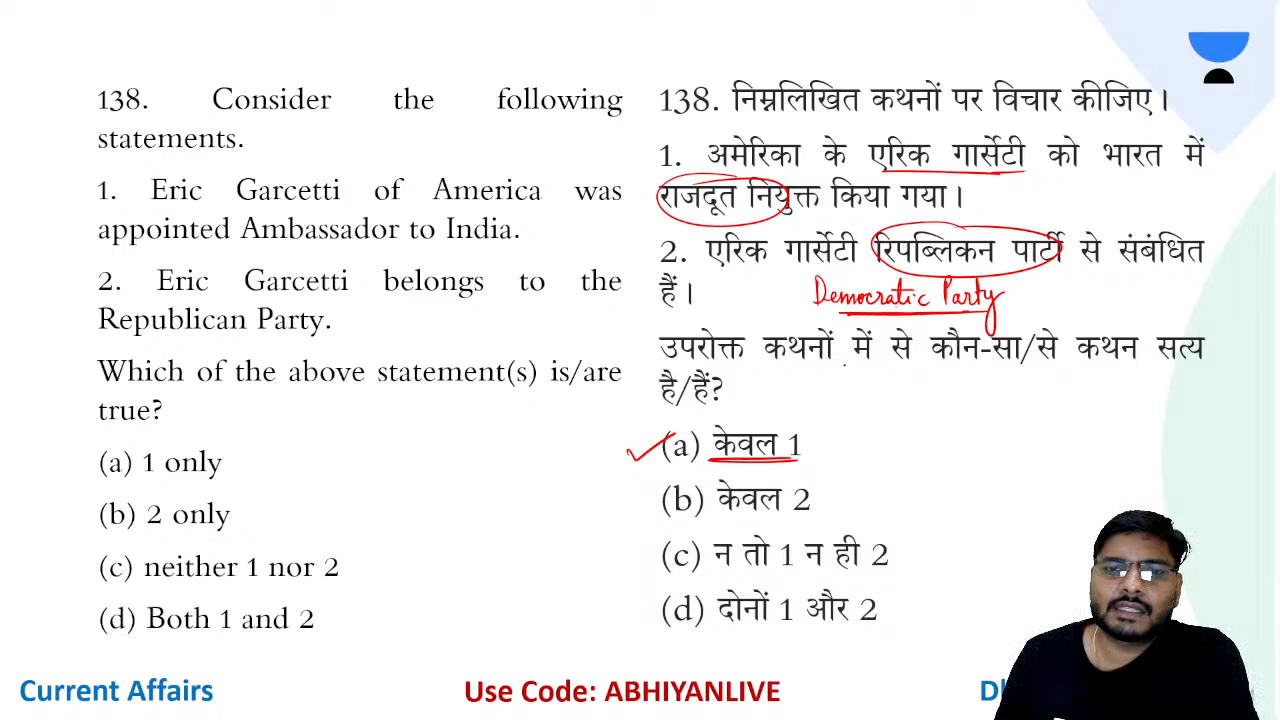 138. Consider the following
statements.
1. Eric Garcetti of America was
appointed Ambassador to India.
2. Eric Garcetti belongs to the
Republican Party.
Which of the above statement(s) is/are
true?
(a) 1 only
(b) 2 only
(c) neither 1 nor 2
(d) Both 1 and 2
138. निम्नलिखित कथनों पर विचार कीजिए।
1. अमेरिका के एरिक गार्सेटी को भारत में
राजदूत नियुक्त किया गया।
2. एरिक गार्सेटी रिपब्लिकन पार्टी से संबंधित
हैं।
Democratic Party
उपरोक्त कथनों में से कौन-सा/से कथन सत्य
है/हैं?
(a) केवल 1
(b) केवल 2
(c) न तो 1 न ही 2
(d) दोनों 1 और 2
Current Affairs
Use Code: ABHIYANLIVE